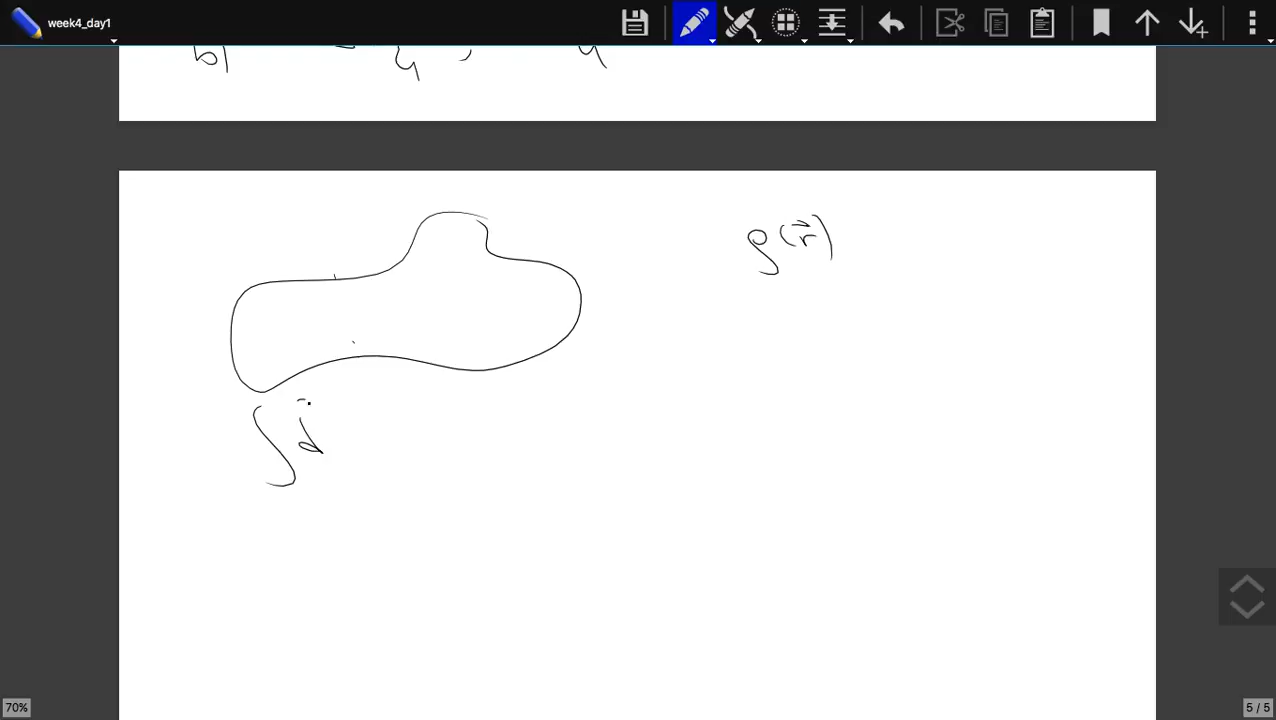 week4_day1
ρ(r⃗)
∫d
70%
5 / 5